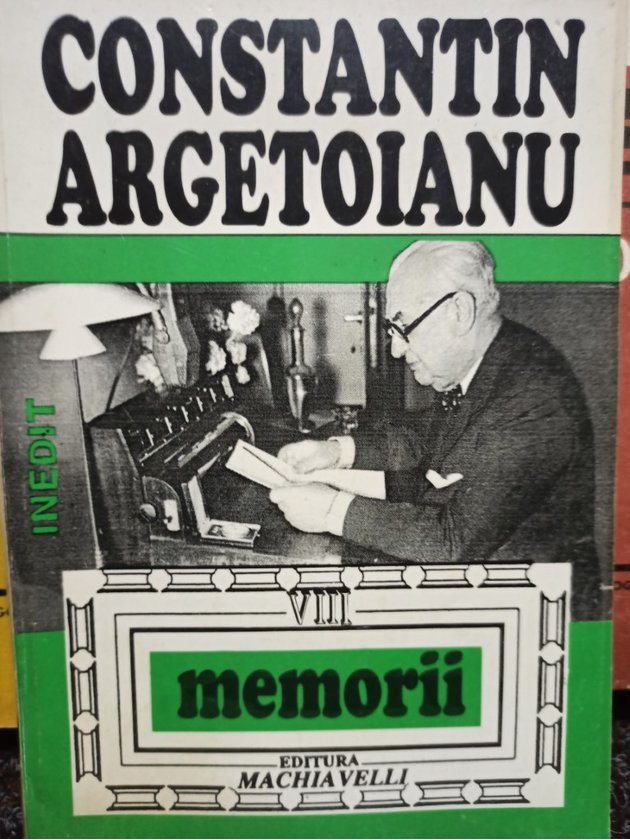 CONSTANTIN
ARGETOIANU
INEDIT
VIII
memorii
EDITURA
MACHIAVELLI